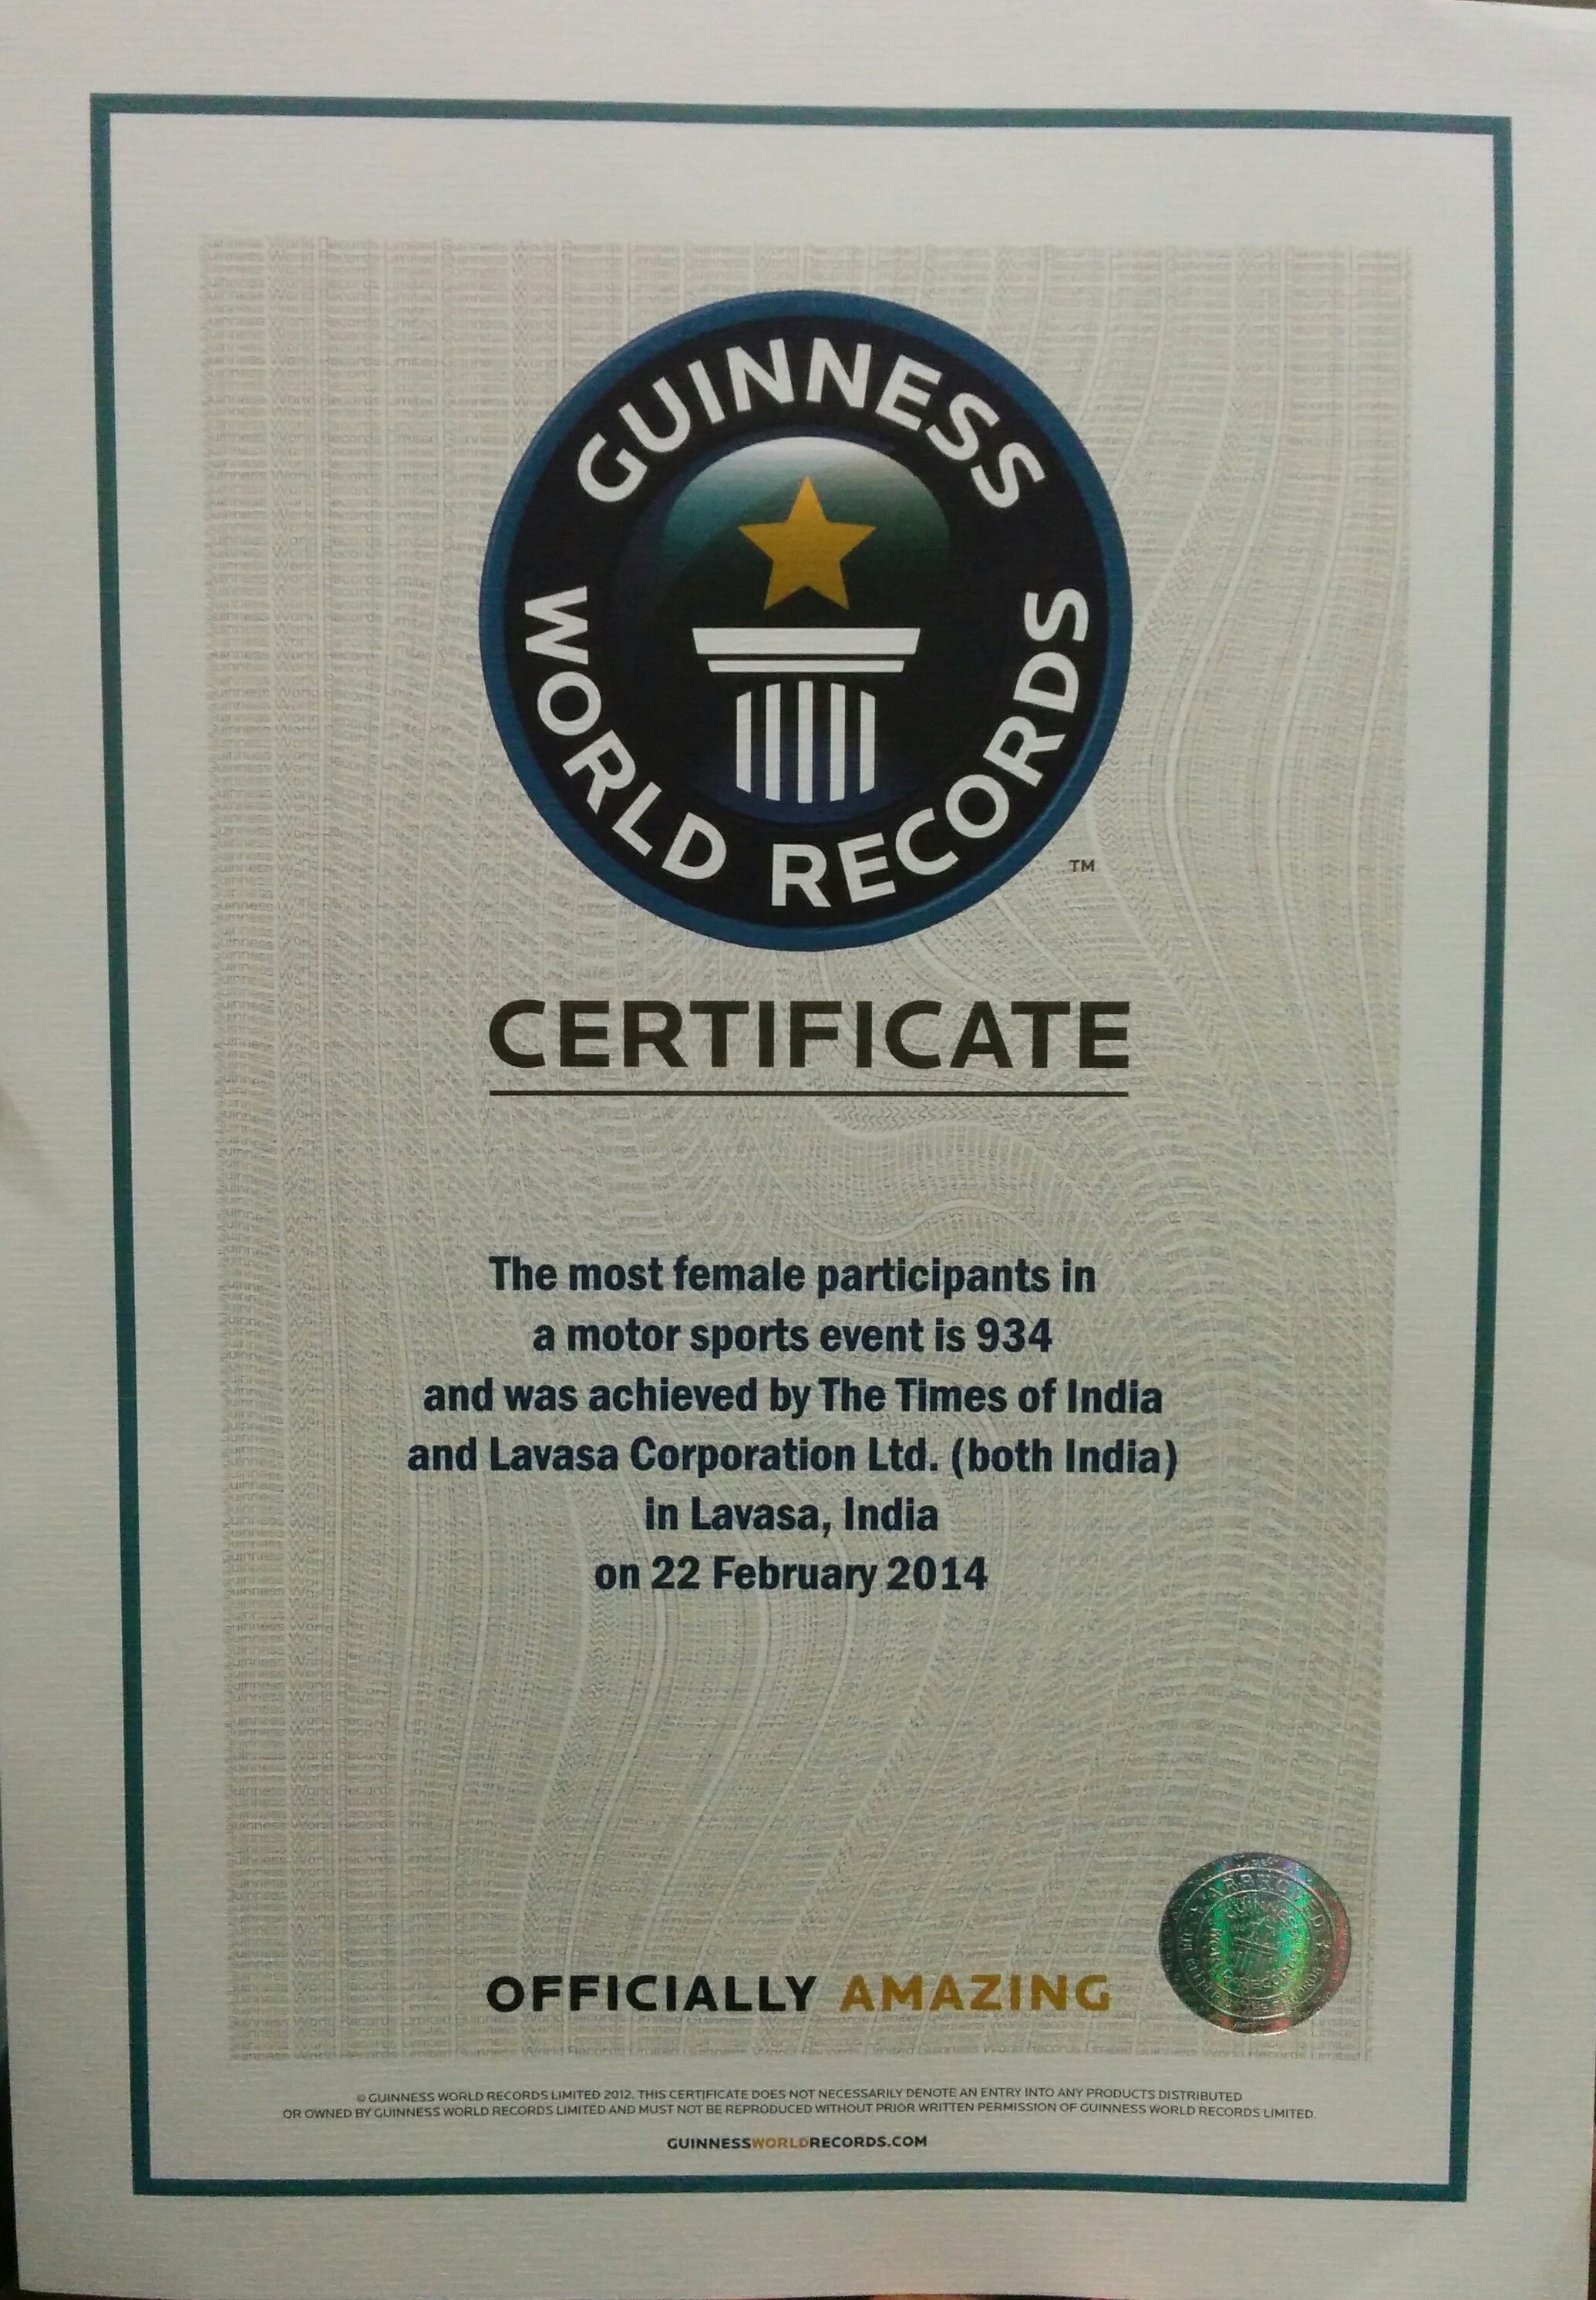 GUINNESS
WORLD RECORDS
TM
CERTIFICATE
The most female participants in
a motor sports event is 934
and was achieved by The Times of India
and Lavasa Corporation Ltd. (both India)
in Lavasa, India
on 22 February 2014
APPROVED
GUINNESS
WORLD RECORDS
OFFICIALLY AMAZING
© GUINNESS WORLD RECORDS LIMITED 2012. THIS CERTIFICATE DOES NOT NECESSARILY DENOTE AN ENTRY INTO ANY PRODUCTS DISTRIBUTED
OR OWNED BY GUINNESS WORLD RECORDS LIMITED AND MUST NOT BE REPRODUCED WITHOUT PRIOR WRITTEN PERMISSION OF GUINNESS WORLD RECORDS LIMITED.
GUINNESSWORLDRECORDS.COM